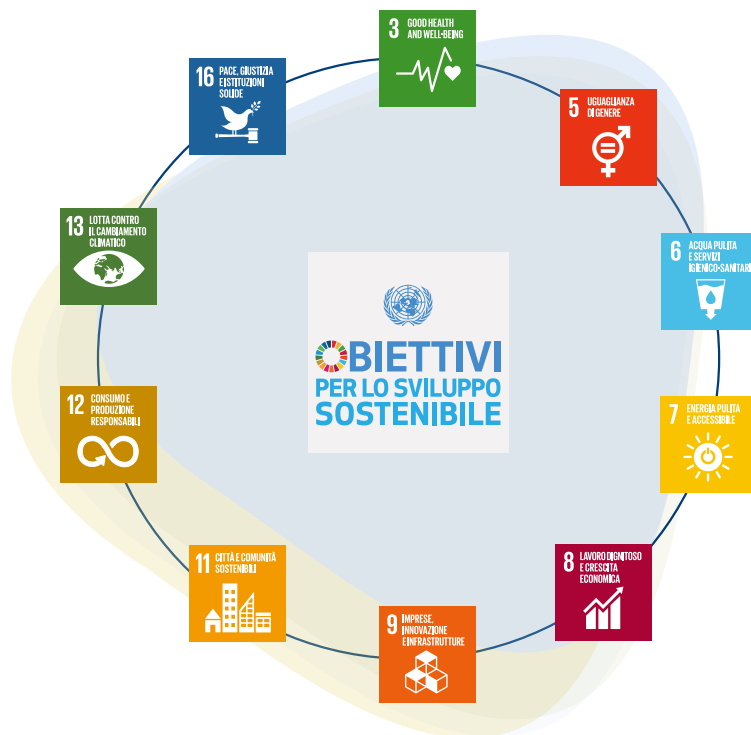 3 GOOD HEALTH
AND WELL-BEING
5 UGUAGLIANZA
DI GENERE
6 ACQUA PULITA
E SERVIZI
IGIENICO-SANITARI
7 ENERGIA PULITA
E ACCESSIBILE
8 LAVORO DIGNITOSO
E CRESCITA
ECONOMICA
9 IMPRESE,
INNOVAZIONE
E INFRASTRUTTURE
11 CITTÀ E COMUNITÀ
SOSTENIBILI
12 CONSUMO E
PRODUZIONE
RESPONSABILI
13 LOTTA CONTRO
IL CAMBIAMENTO
CLIMATICO
16 PACE, GIUSTIZIA
E ISTITUZIONI
SOLIDE
OBIETTIVI
PER LO SVILUPPO
SOSTENIBILE